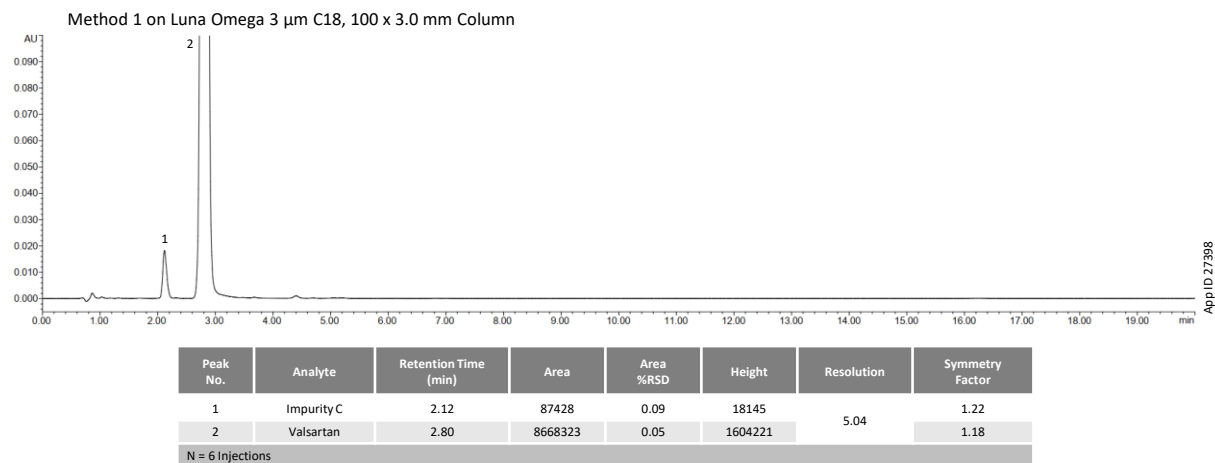 Method 1 on Luna Omega 3 µm C18, 100 x 3.0 mm Column
AU
0.090
0.080
0.070
0.060
0.050
0.040
0.030
0.020
0.010
0.000
1
2
0.00 1.00 2.00 3.00 4.00 5.00 6.00 7.00 8.00 9.00 10.00 11.00 12.00 13.00 14.00 15.00 16.00 17.00 18.00 19.00 min
App ID 27398
Peak No. Analyte Retention Time (min) Area Area %RSD Height Resolution Symmetry Factor
1 Impurity C 2.12 87428 0.09 18145 5.04 1.22
2 Valsartan 2.80 8668323 0.05 1604221 1.18
N = 6 Injections